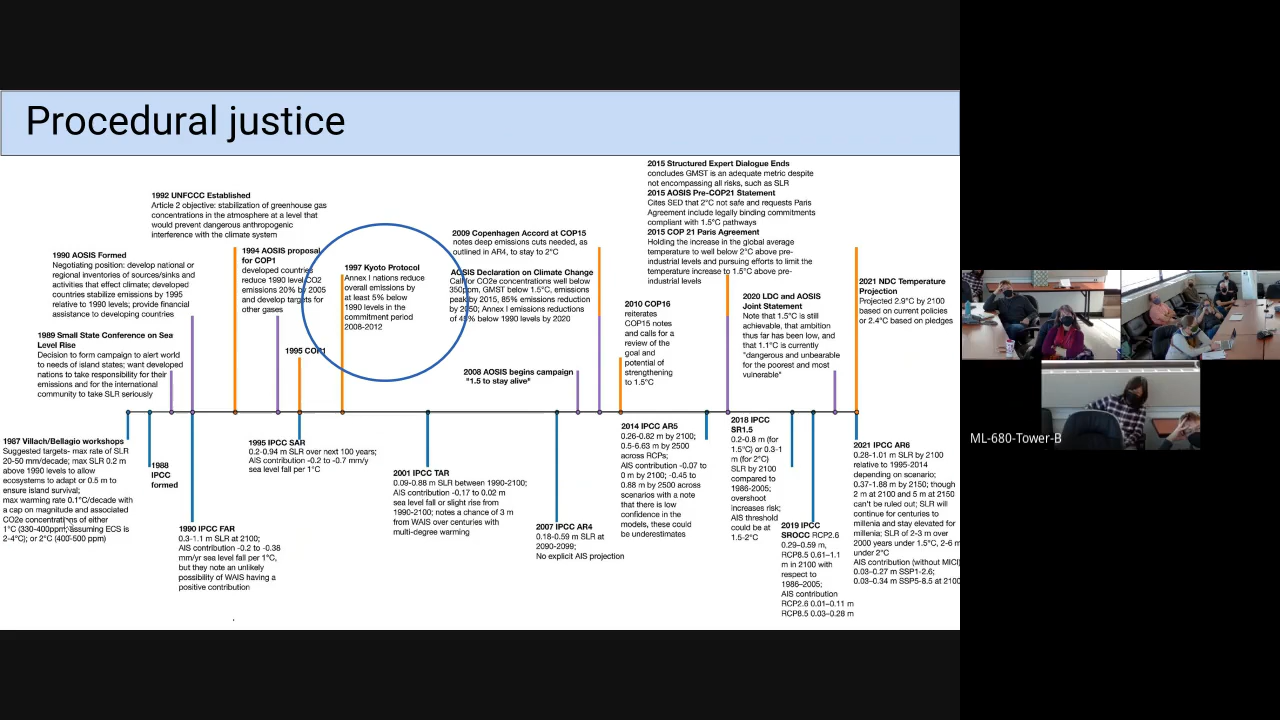 Procedural justice
2015 Structured Expert Dialogue Ends
concludes GMST is an adequate metric despite
not encompassing all risks, such as SLR
2015 AOSIS Pre-COP21 Statement
Cites SED that 2°C not safe and requests Paris
Agreement include legally binding commitments
compliant with 1.5°C pathways
2015 COP 21 Paris Agreement
Holding the increase in the global average
temperature to well below 2°C above pre-
industrial levels and pursuing efforts to limit the
temperature increase to 1.5°C above pre-
industrial levels
1992 UNFCCC Established
Article 2 objective: stabilization of greenhouse gas
concentrations in the atmosphere at a level that
would prevent dangerous anthropogenic
interference with the climate system
1990 AOSIS Formed
Negotiating position: develop national or
regional inventories of sources/sinks and
activities that effect climate; developed
countries stabilize emissions by 1995
relative to 1990 levels; provide financial
assistance to developing countries
1994 AOSIS proposal
for COP1
developed countries
reduce 1990 level CO2
emissions 20% by 2005
and develop targets for
other gases
1997 Kyoto Protocol
Annex I nations reduce
overall emissions by
at least 5% below
1990 levels in the
commitment period
2008-2012
2009 Copenhagen Accord at COP15
notes deep emissions cuts needed, as
outlined in AR4, to stay to 2°C
AOSIS Declaration on Climate Change
Call for CO2e concentrations well below
350ppm, GMST below 1.5°C, emissions
peak by 2015, 85% emissions reduction
by 2050; Annex I emissions reductions
of 45% below 1990 levels by 2020
2010 COP16
reiterates
COP15 notes
and calls for a
review of the
goal and
potential of
strengthening
to 1.5°C
2020 LDC and AOSIS
Joint Statement
Note that 1.5°C is still
achievable, that ambition
thus far has been low, and
that 1.1°C is currently
"dangerous and unbearable
for the poorest and most
vulnerable"
2021 NDC Temperature
Projection
Projected 2.9°C by 2100
based on current policies
or 2.4°C based on pledges
1989 Small State Conference on Sea
Level Rise
Decision to form campaign to alert world
to needs of island states; want developed
nations to take responsibility for their
emissions and for the international
community to take SLR seriously
1995 COP1
2008 AOSIS begins campaign
"1.5 to stay alive"
1987 Villach/Bellagio workshops
Suggested targets- max rate of SLR
20-50 mm/decade; max SLR 0.2 m
above 1990 levels to allow
ecosystems to adapt or 0.5 m to
ensure island survival;
max warming rate 0.1°C/decade with
a cap on magnitude and associated
CO2e concentrations of either
1°C (330-400ppm, assuming ECS is
2-4°C); or 2°C (400-500 ppm)
1988
IPCC
formed
1990 IPCC FAR
0.3-1.1 m SLR at 2100;
AIS contribution -0.2 to -0.38
mm/yr sea level fall per 1°C,
but they note an unlikely
possibility of WAIS having a
positive contribution
1995 IPCC SAR
0.2-0.94 m SLR over next 100 years;
AIS contribution -0.2 to -0.7 mm/y
sea level fall per 1°C
2001 IPCC TAR
0.09-0.88 m SLR between 1990-2100;
AIS contribution -0.17 to 0.02 m
sea level fall or slight rise from
1990-2100; notes a chance of 3 m
from WAIS over centuries with
multi-degree warming
2007 IPCC AR4
0.18-0.59 m SLR at
2090-2099;
No explicit AIS projection
2014 IPCC AR5
0.26-0.82 m by 2100;
0.5-6.63 m by 2500
across RCPs;
AIS contribution -0.07 to
0 m by 2100; -0.45 to
0.88 m by 2500 across
scenarios with a note
that there is low
confidence in the
models, these could
be underestimates
2018 IPCC
SR1.5
0.2-0.8 m (for
1.5°C) or 0.3-1
m (for 2°C)
SLR by 2100
compared to
1986-2005;
overshoot
increases risk;
AIS threshold
could be at
1.5-2°C
2019 IPCC
SROCC RCP2.6
0.29–0.59 m,
RCP8.5 0.61–1.1
m in 2100 with
respect to
1986–2005;
AIS contribution
RCP2.6 0.01–0.11 m
RCP8.5 0.03–0.28 m
2021 IPCC AR6
0.28-1.01 m SLR by 2100
relative to 1995-2014
depending on scenario;
0.37-1.88 m by 2150; though
2 m at 2100 and 5 m at 2150
can't be ruled out; SLR will
continue for centuries to
millenia and stay elevated for
millenia; SLR of 2-3 m over
2000 years under 1.5°C, 2-6 m
under 2°C
AIS contribution (without MICI)
0.03-0.27 m SSP1-2.6;
0.03-0.34 m SSP5-8.5 at 2100
ML-680-Tower-B